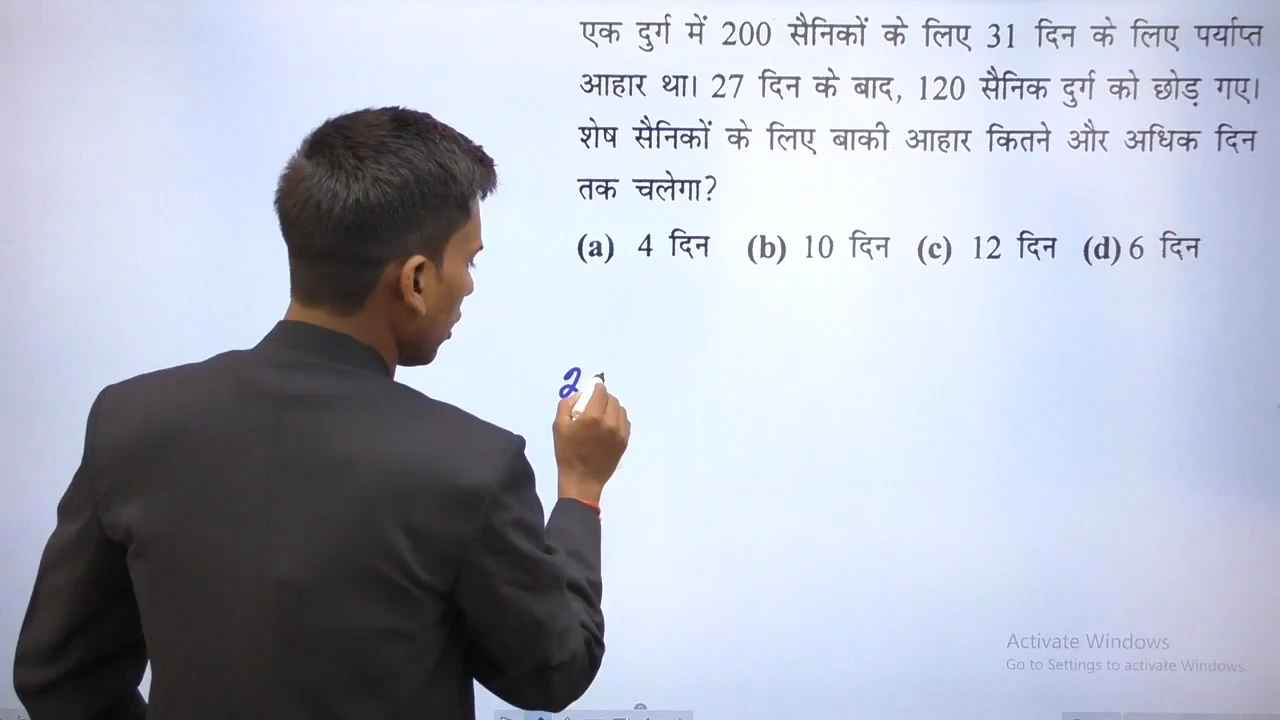 एक दुर्ग में 200 सैनिकों के लिए 31 दिन के लिए पर्याप्त
आहार था। 27 दिन के बाद, 120 सैनिक दुर्ग को छोड़ गए।
शेष सैनिकों के लिए बाकी आहार कितने और अधिक दिन
तक चलेगा?
(a) 4 दिन (b) 10 दिन (c) 12 दिन (d) 6 दिन
2
Activate Windows
Go to Settings to activate Windows.